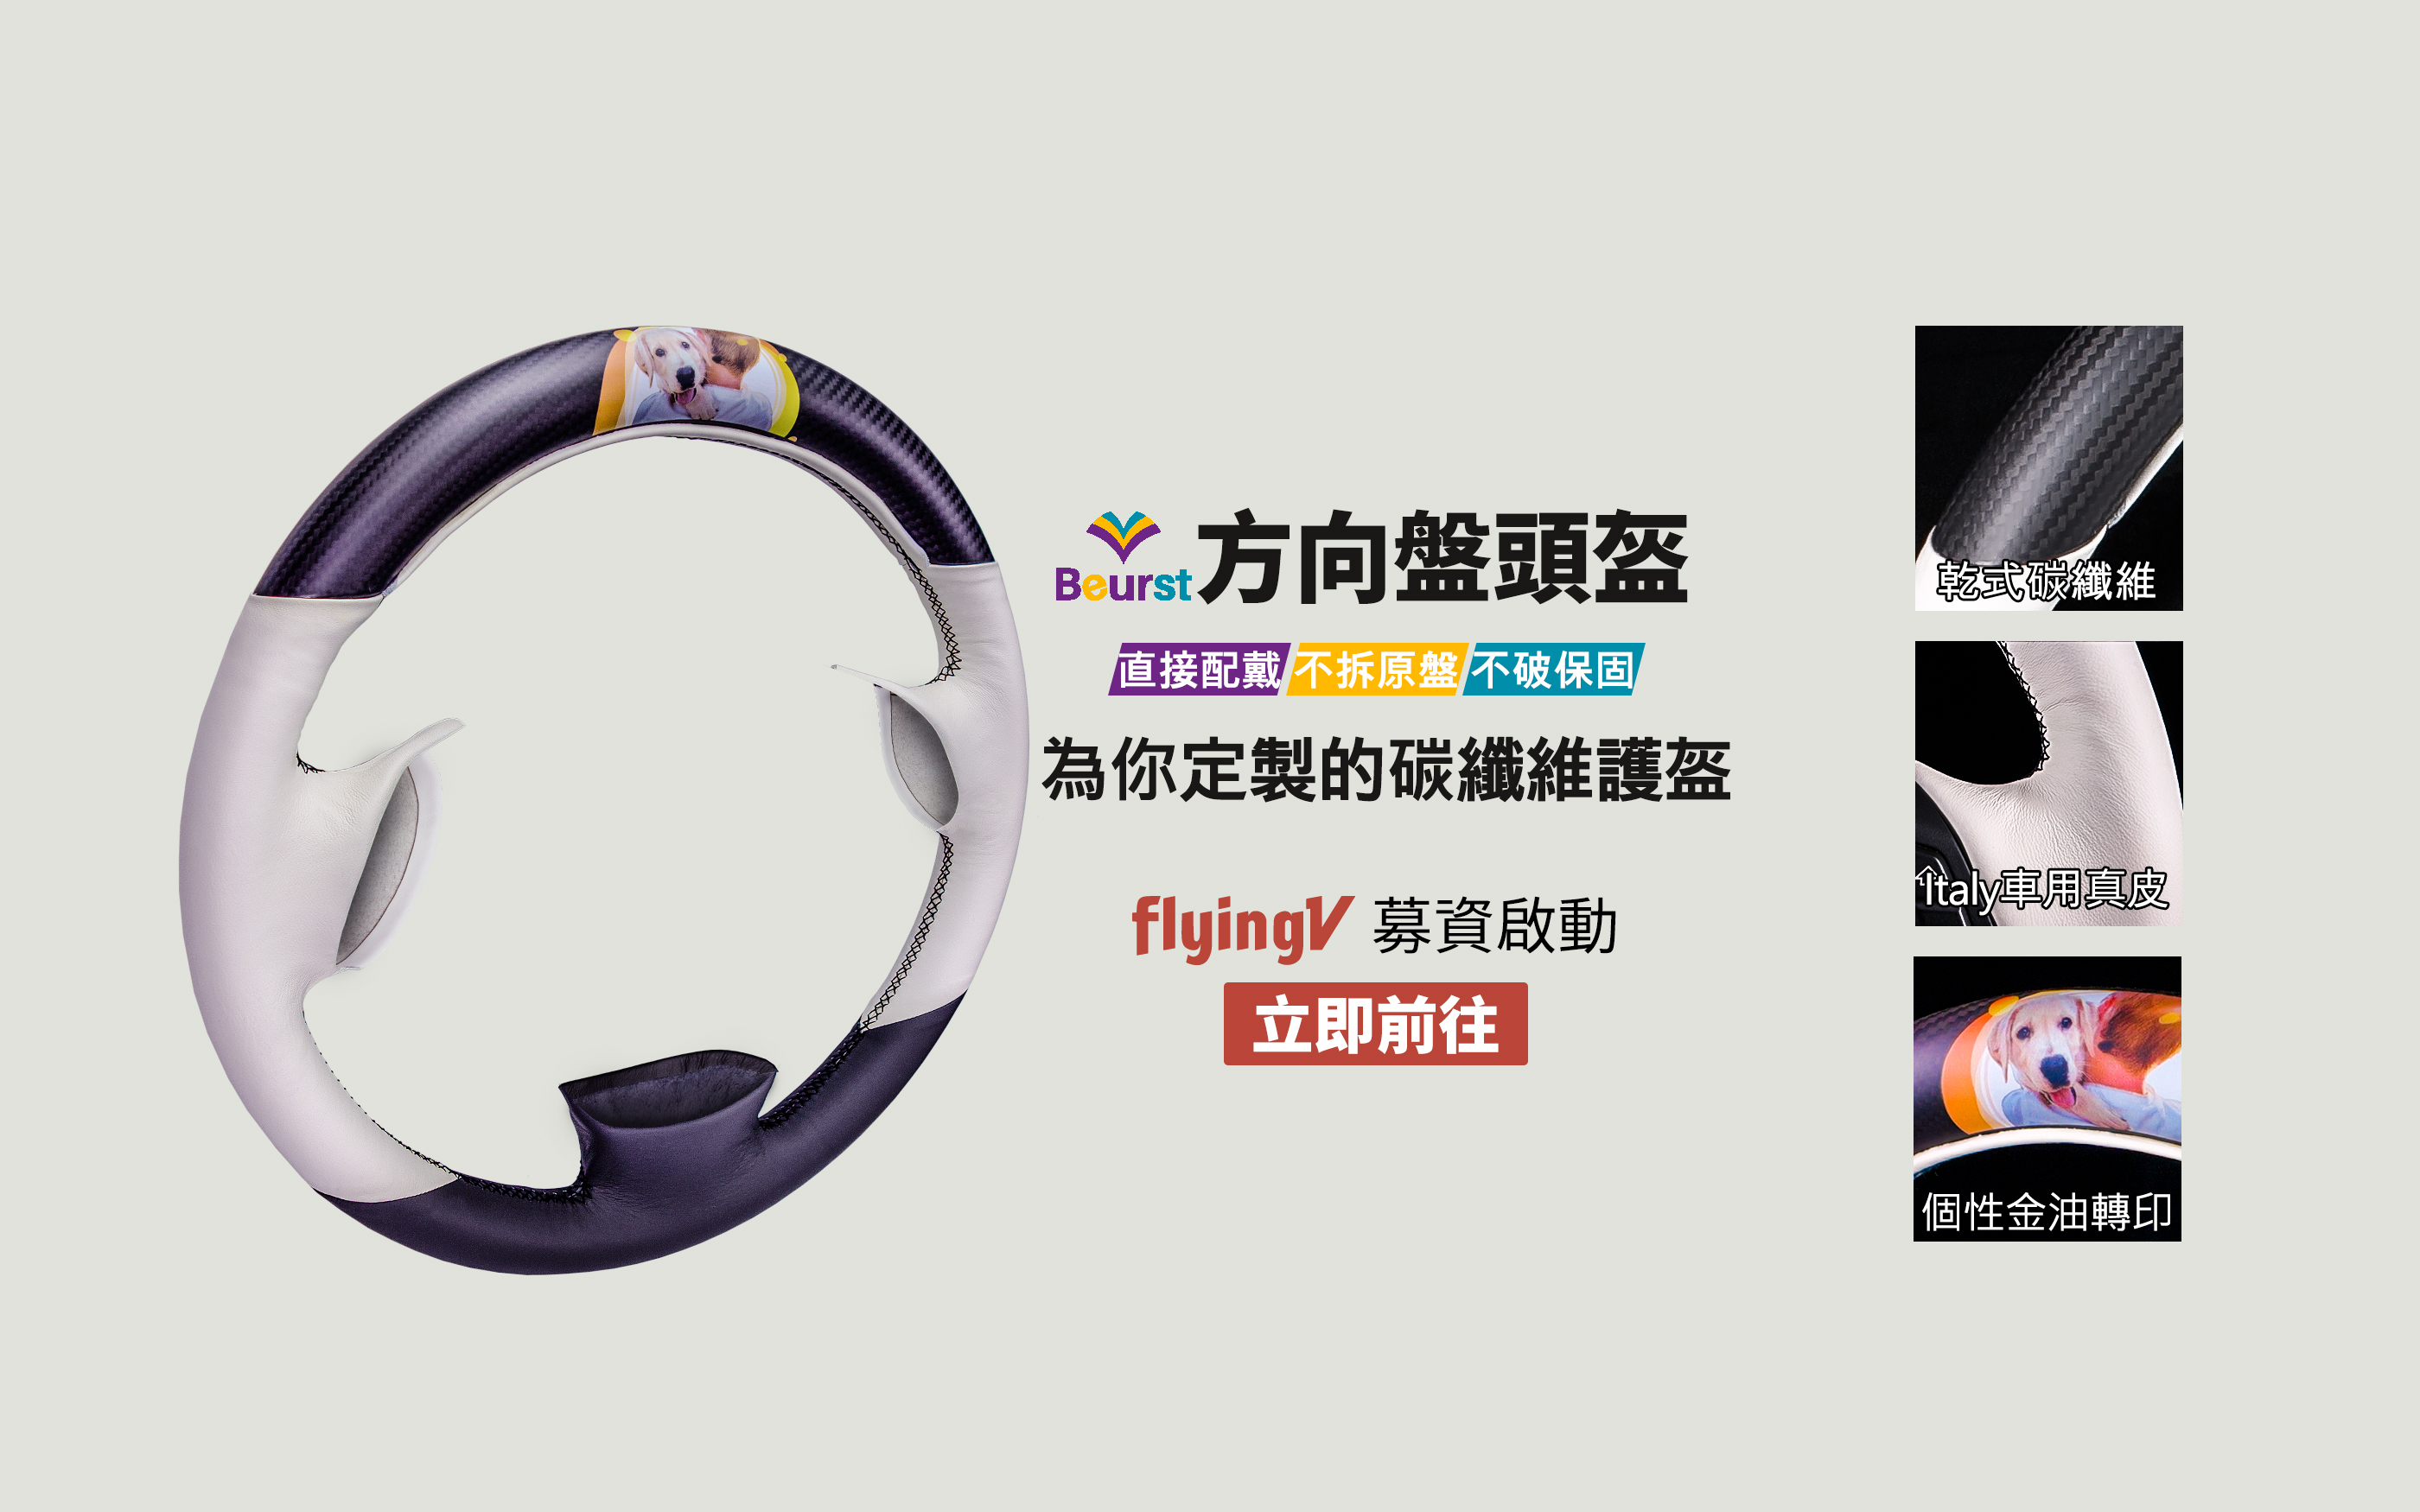 Beurst 方向盤頭盔
直接配戴 不拆原盤 不破保固
為你定製的碳纖維護盔
flyingV 募資啟動
立即前往
乾式碳纖維
Italy車用真皮
個性金油轉印